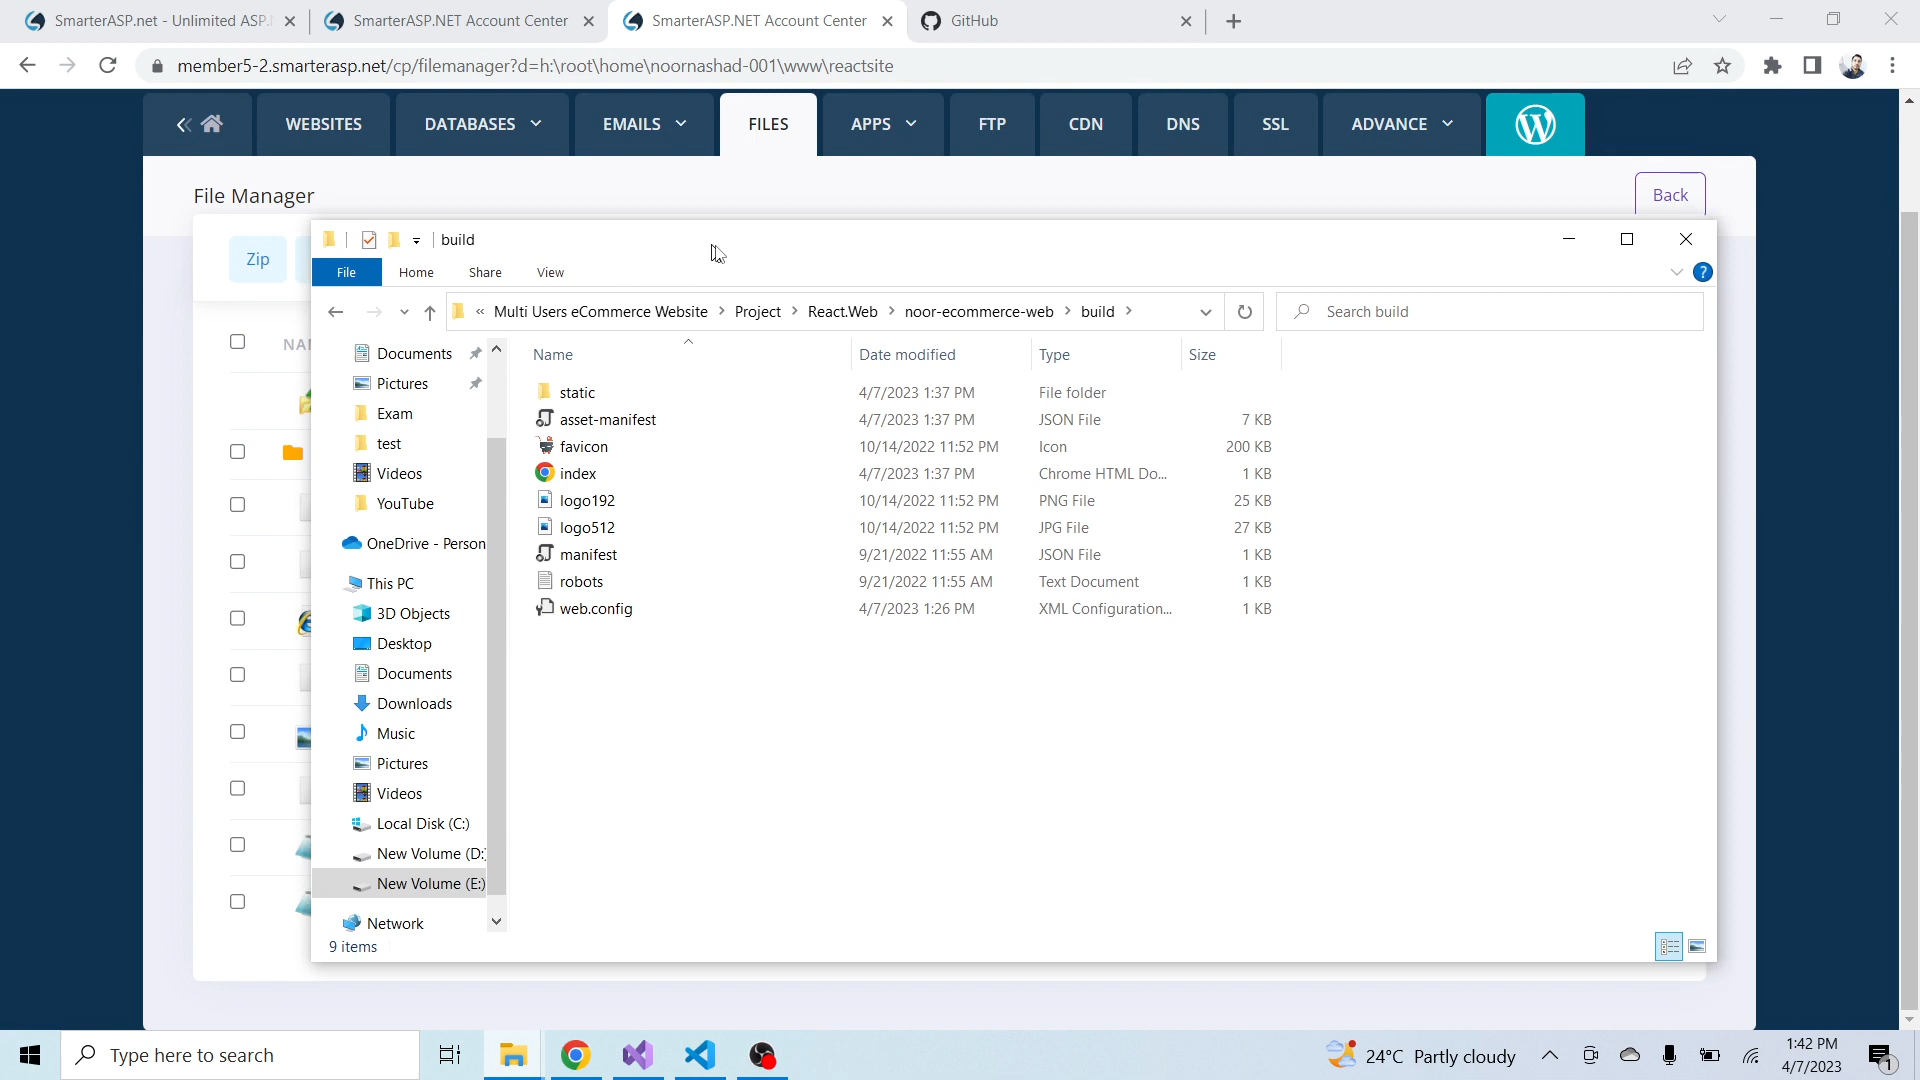 SmarterASP.net - Unlimited ASP.
SmarterASP.NET Account Center
SmarterASP.NET Account Center
GitHub
member5-2.smarterasp.net/cp/filemanager?d=h:\root\home\noornashad-001\www\reactsite
WEBSITES
DATABASES
EMAILS
FILES
APPS
FTP
CDN
DNS
SSL
ADVANCE
File Manager
Back
Zip
build
File
Home
Share
View
« Multi Users eCommerce Website > Project > React.Web > noor-ecommerce-web > build >
Search build
Name
Date modified
Type
Size
static 4/7/2023 1:37 PM File folder
asset-manifest 4/7/2023 1:37 PM JSON File 7 KB
favicon 10/14/2022 11:52 PM Icon 200 KB
index 4/7/2023 1:37 PM Chrome HTML Do... 1 KB
logo192 10/14/2022 11:52 PM PNG File 25 KB
logo512 10/14/2022 11:52 PM JPG File 27 KB
manifest 9/21/2022 11:55 AM JSON File 1 KB
robots 9/21/2022 11:55 AM Text Document 1 KB
web.config 4/7/2023 1:26 PM XML Configuration... 1 KB
Documents
Pictures
Exam
test
Videos
YouTube
OneDrive - Person
This PC
3D Objects
Desktop
Documents
Downloads
Music
Pictures
Videos
Local Disk (C:)
New Volume (D:)
New Volume (E:)
Network
9 items
Type here to search
24°C Partly cloudy
1:42 PM
4/7/2023
1